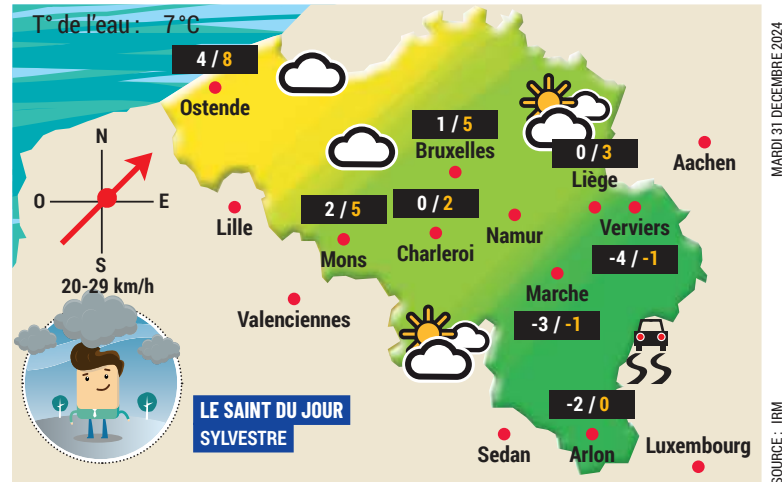 T° de l'eau :   7 °C
4 / 8
Ostende
1 / 5
Bruxelles
0 / 3
Liège
Aachen
N
O
E
S
20-29 km/h
Lille
2 / 5
Mons
0 / 2
Charleroi
Namur
Verviers
-4 / -1
Valenciennes
Marche
-3 / -1
-2 / 0
LE SAINT DU JOUR
SYLVESTRE
Sedan
Arlon
Luxembourg
MARDI 31 DECEMBRE 2024
SOURCE : IRM